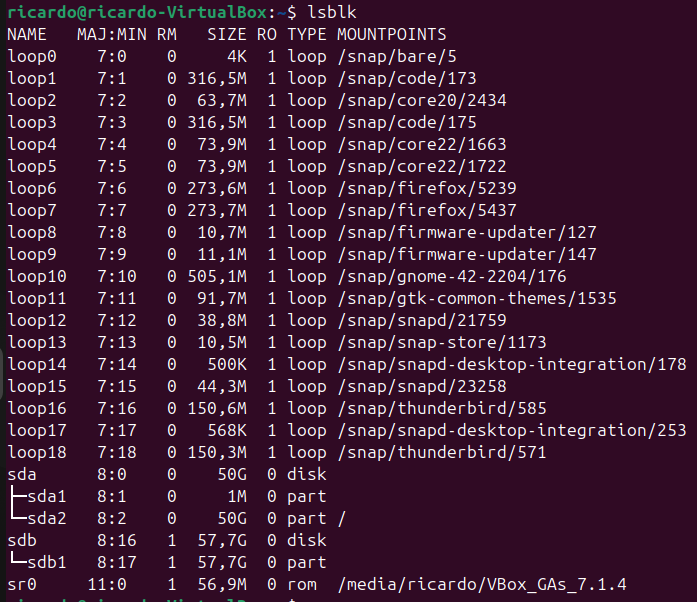 ricardo@ricardo-VirtualBox:~$ lsblk
NAME   MAJ:MIN RM   SIZE RO TYPE MOUNTPOINTS
loop0    7:0    0     4K  1 loop /snap/bare/5
loop1    7:1    0 316,5M  1 loop /snap/code/173
loop2    7:2    0  63,7M  1 loop /snap/core20/2434
loop3    7:3    0 316,5M  1 loop /snap/code/175
loop4    7:4    0  73,9M  1 loop /snap/core22/1663
loop5    7:5    0  73,9M  1 loop /snap/core22/1722
loop6    7:6    0 273,6M  1 loop /snap/firefox/5239
loop7    7:7    0 273,7M  1 loop /snap/firefox/5437
loop8    7:8    0  10,7M  1 loop /snap/firmware-updater/127
loop9    7:9    0  11,1M  1 loop /snap/firmware-updater/147
loop10   7:10   0 505,1M  1 loop /snap/gnome-42-2204/176
loop11   7:11   0  91,7M  1 loop /snap/gtk-common-themes/1535
loop12   7:12   0  38,8M  1 loop /snap/snapd/21759
loop13   7:13   0  10,5M  1 loop /snap/snap-store/1173
loop14   7:14   0   500K  1 loop /snap/snapd-desktop-integration/178
loop15   7:15   0  44,3M  1 loop /snap/snapd/23258
loop16   7:16   0 150,6M  1 loop /snap/thunderbird/585
loop17   7:17   0   568K  1 loop /snap/snapd-desktop-integration/253
loop18   7:18   0 150,3M  1 loop /snap/thunderbird/571
sda      8:0    0    50G  0 disk
├─sda1   8:1    0     1M  0 part
└─sda2   8:2    0    50G  0 part /
sdb      8:16   1  57,7G  0 disk
└─sdb1   8:17   1  57,7G  0 part
sr0     11:0    1  56,9M  0 rom  /media/ricardo/VBox_GAs_7.1.4
ricardo@ricardo-VirtualBox:~$